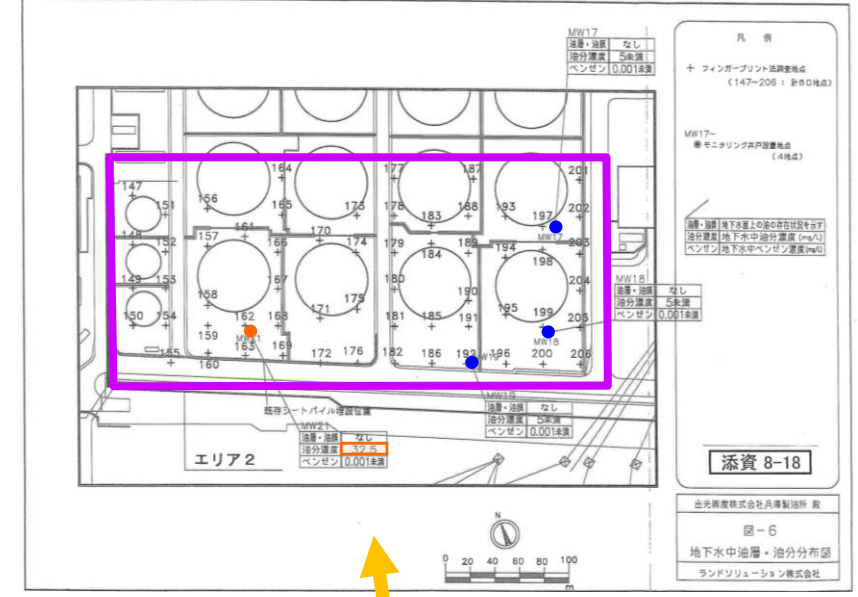 MW17
油層・油膜 なし
油分濃度 5未満
ベンゼン 0.001未満
凡 例
フィンガープリント法調査地点
(147~206 : 計60地点)
MW17~
モニタリング井戸設置地点
(4地点)
油層・油膜 地下水面上の油の存在状況を示す
油分濃度 地下水中油分濃度 (mg/L)
ベンゼン 地下水中ベンゼン濃度(mg/L)
147
151
156
164
165
161
170
173
177
187
178
183
188
193
197
201
202
MW17
148
152
157
166
174
179
184
189
194
198
203
149
153
158
167
171
175
180
190
195
199
204
150
154
162
168
181
185
191
205
MW21
MW18
159
163
169
155
160
172
176
182
186
192
MW19
196
200
206
MW18
油層・油膜 なし
油分濃度 5未満
ベンゼン 0.001未満
MW19
油層・油膜 なし
油分濃度 5未満
ベンゼン 0.001未満
既存シートパイル埋設位置
MW21
油層・油膜 なし
油分濃度 32.5
ベンゼン 0.001未満
エリア2
添資 8-18
N
0 20 40 60 80 100
m
出光興産株式会社兵庫製油所 殿
図-6
地下水中油層・油分分布図
ランドソリューション株式会社